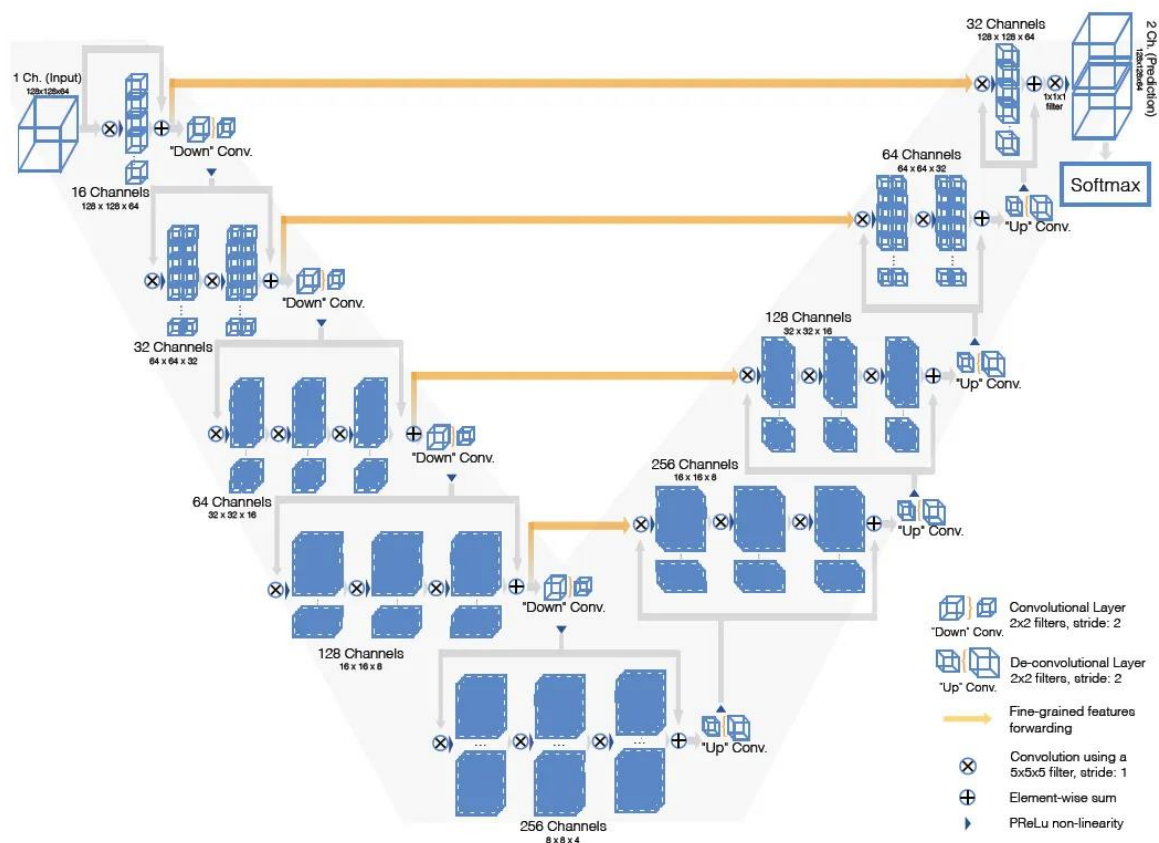 1 Ch. (Input)
128x128x64
"Down" Conv.
16 Channels
128 x 128 x 64
"Down" Conv.
32 Channels
64 x 64 x 32
"Down" Conv.
64 Channels
32 x 32 x 16
"Down" Conv.
128 Channels
16 x 16 x 8
...
...
256 Channels
8 x 8 x 4
"Up" Conv.
256 Channels
16 x 16 x 8
"Up" Conv.
128 Channels
32 x 32 x 16
"Up" Conv.
64 Channels
64 x 64 x 32
"Up" Conv.
32 Channels
128 x 128 x 64
1x1x1
filter
2 Ch. (Prediction)
128x128x64
Softmax
"Down" Conv.
Convolutional Layer
2x2 filters, stride: 2
"Up" Conv.
De-convolutional Layer
2x2 filters, stride: 2
Fine-grained features
forwarding
Convolution using a
5x5x5 filter, stride: 1
Element-wise sum
PReLu non-linearity